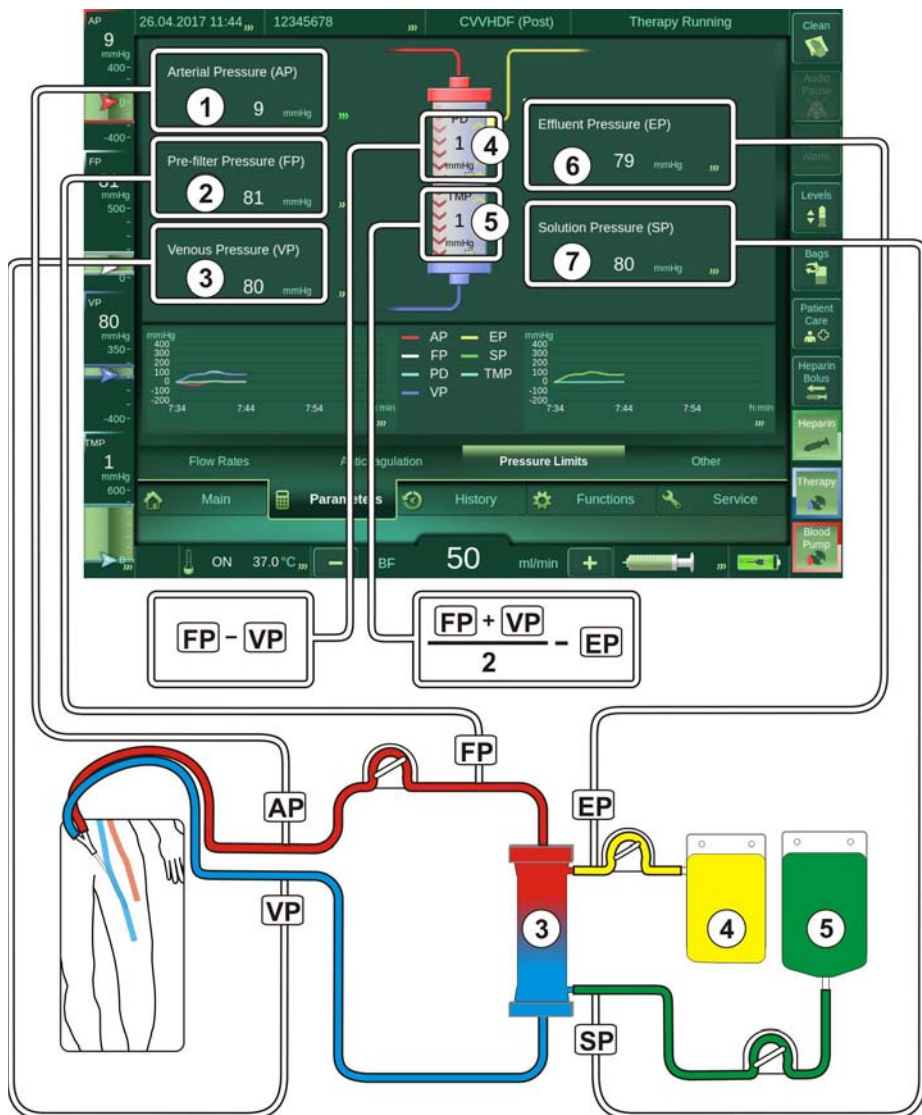 AP
9
mmHg
400
0
-400
26.04.2017 11:44
12345678
CVVHDF (Post)
Therapy Running
Arterial Pressure (AP)
1
9
mmHg
Pre-filter Pressure (FP)
2
81
mmHg
Venous Pressure (VP)
3
80
mmHg
PD
1
mmHg
4
TMP
1
mmHg
5
Effluent Pressure (EP)
6
79
mmHg
Solution Pressure (SP)
7
80
mmHg
FP
81
mmHg
500
0
VP
80
mmHg
350
-400
TMP
1
mmHg
600
0
mmHg
400
300
200
100
0
-100
-200
7:34
7:44
7:54
h:min
AP
FP
PD
VP
EP
SP
TMP
mmHg
400
300
200
100
0
-100
-200
7:34
7:44
7:54
h:min
Flow Rates
Anticoagulation
Pressure Limits
Other
Main
Parameters
History
Functions
Service
ON
37.0 °C
−
BF
50
ml/min
+
Clean
Audio
Pause
Alarm
Levels
Bags
Patient
Care
Heparin
Bolus
Heparin
Therapy
Blood
Pump
FP - VP
FP + VP
2
- EP
FP
AP
EP
VP
3
4
5
SP